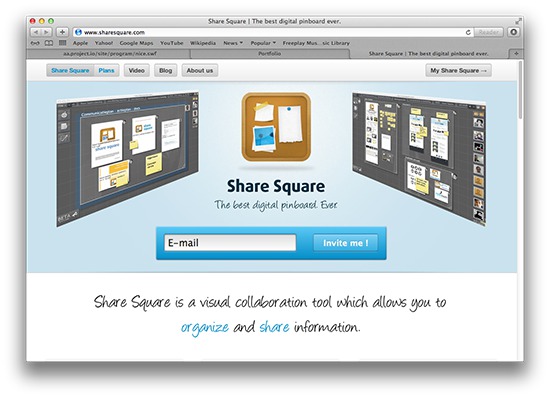 Share Square | The best digital pinboard ever.
www.sharesquare.com
Reader
Apple Yahoo! Google Maps YouTube Wikipedia News Popular Freeplay Mus...sic Library
aa.project.io/site/program/nice.swf Portfolio Share Square | The best digital pinboard ever.
Share Square Plans Video Blog About us My Share Square →
Share
Square
BETA
Share Square
The best digital pinboard. Ever.
E-mail Invite me !
Share Square is a visual collaboration tool which allows you to
organize and share information.